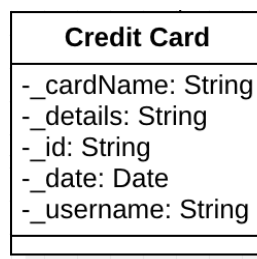 Credit Card
-_cardName: String
-_details: String
-_id: String
-_date: Date
-_username: String